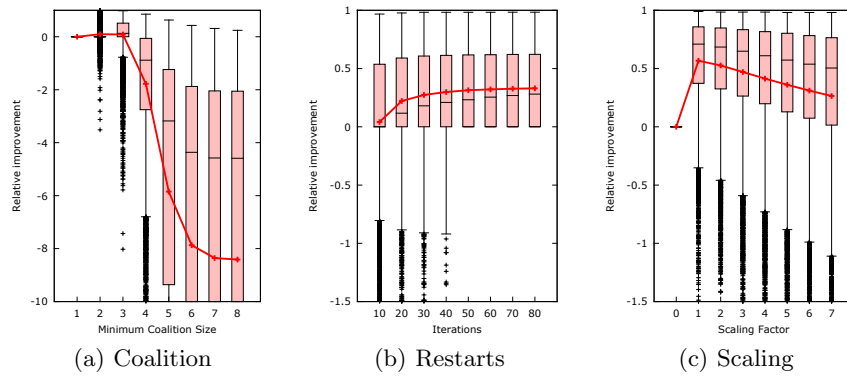 Relative improvement
0
-2
-4
-6
-8
-10
1 2 3 4 5 6 7 8
Minimum Coalition Size
(a) Coalition
Relative improvement
1
0.5
0
-0.5
-1
-1.5
10 20 30 40 50 60 70 80
Iterations
(b) Restarts
Relative improvement
1
0.5
0
-0.5
-1
-1.5
0 1 2 3 4 5 6 7
Scaling Factor
(c) Scaling